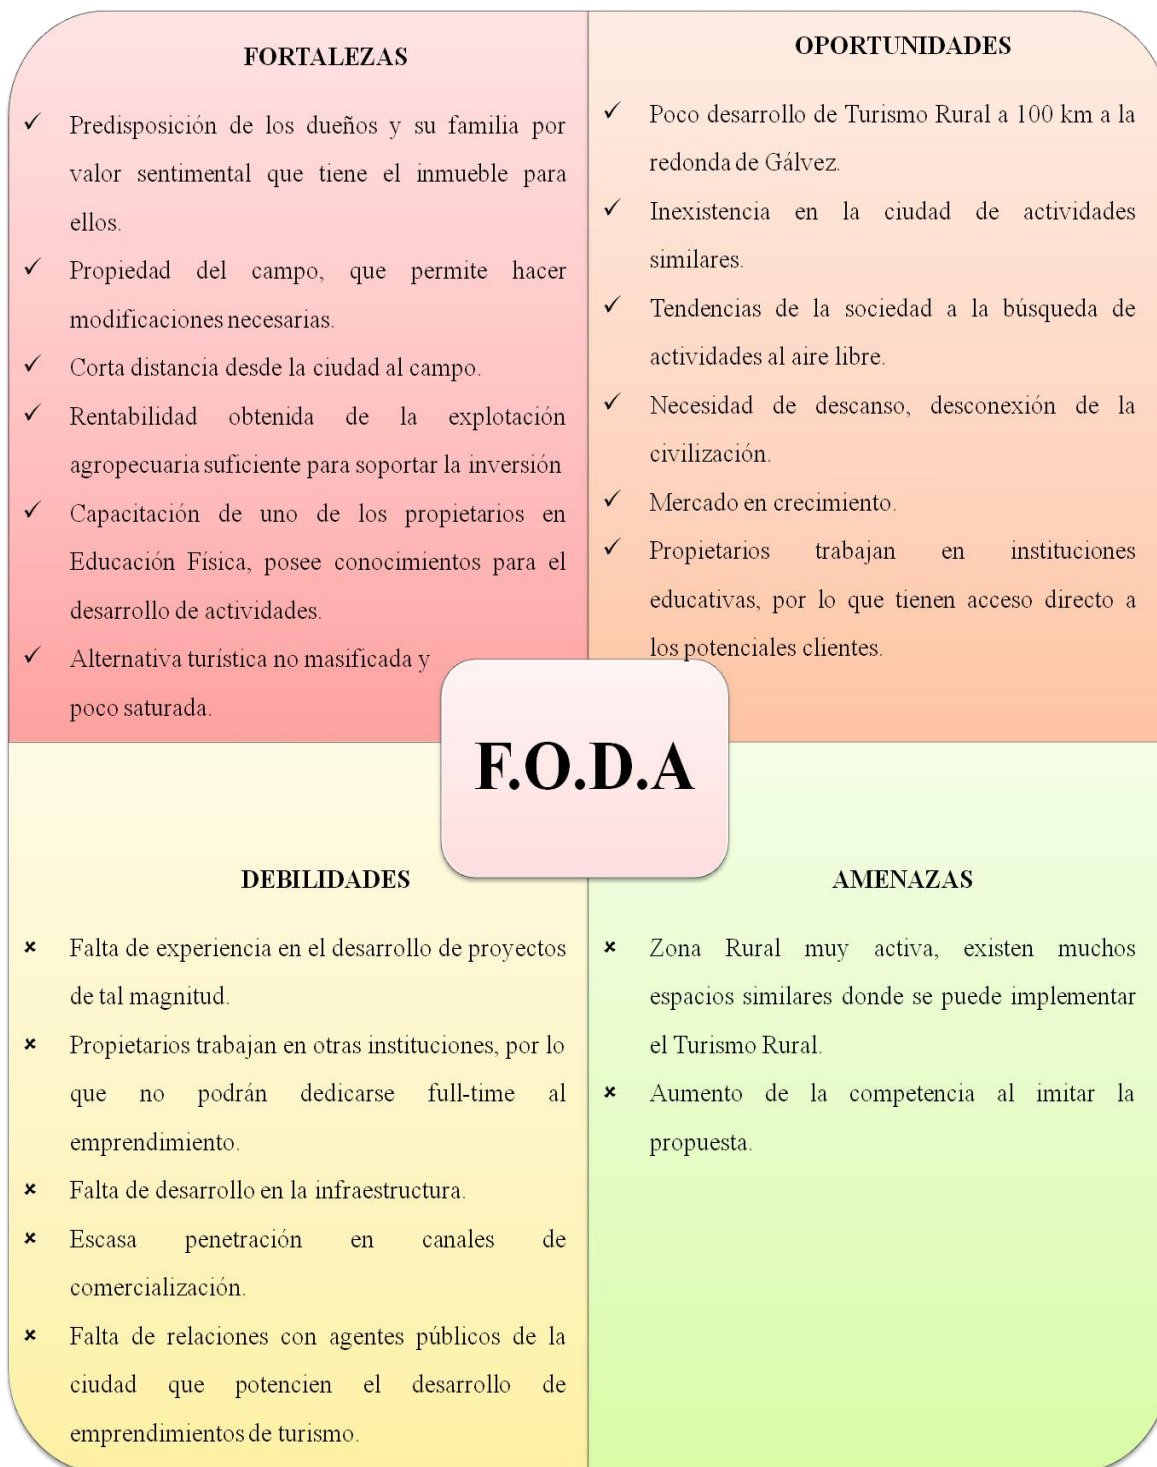 FORTALEZAS
✓ Predisposición de los dueños y su familia por
valor sentimental que tiene el inmueble para
ellos.
✓ Propiedad del campo, que permite hacer
modificaciones necesarias.
✓ Corta distancia desde la ciudad al campo.
✓ Rentabilidad obtenida de la explotación
agropecuaria suficiente para soportar la inversión
✓ Capacitación de uno de los propietarios en
Educación Física, posee conocimientos para el
desarrollo de actividades.
✓ Alternativa turística no masificada y
poco saturada.
OPORTUNIDADES
✓ Poco desarrollo de Turismo Rural a 100 km a la
redonda de Gálvez.
✓ Inexistencia en la ciudad de actividades
similares.
✓ Tendencias de la sociedad a la búsqueda de
actividades al aire libre.
✓ Necesidad de descanso, desconexión de la
civilización.
✓ Mercado en crecimiento.
✓ Propietarios trabajan en instituciones
educativas, por lo que tienen acceso directo a
los potenciales clientes.
F.O.D.A
DEBILIDADES
× Falta de experiencia en el desarrollo de proyectos
de tal magnitud.
× Propietarios trabajan en otras instituciones, por lo
que no podrán dedicarse full-time al
emprendimiento.
× Falta de desarrollo en la infraestructura.
× Escasa penetración en canales de
comercialización.
× Falta de relaciones con agentes públicos de la
ciudad que potencien el desarrollo de
emprendimientos de turismo.
AMENAZAS
× Zona Rural muy activa, existen muchos
espacios similares donde se puede implementar
el Turismo Rural.
× Aumento de la competencia al imitar la
propuesta.